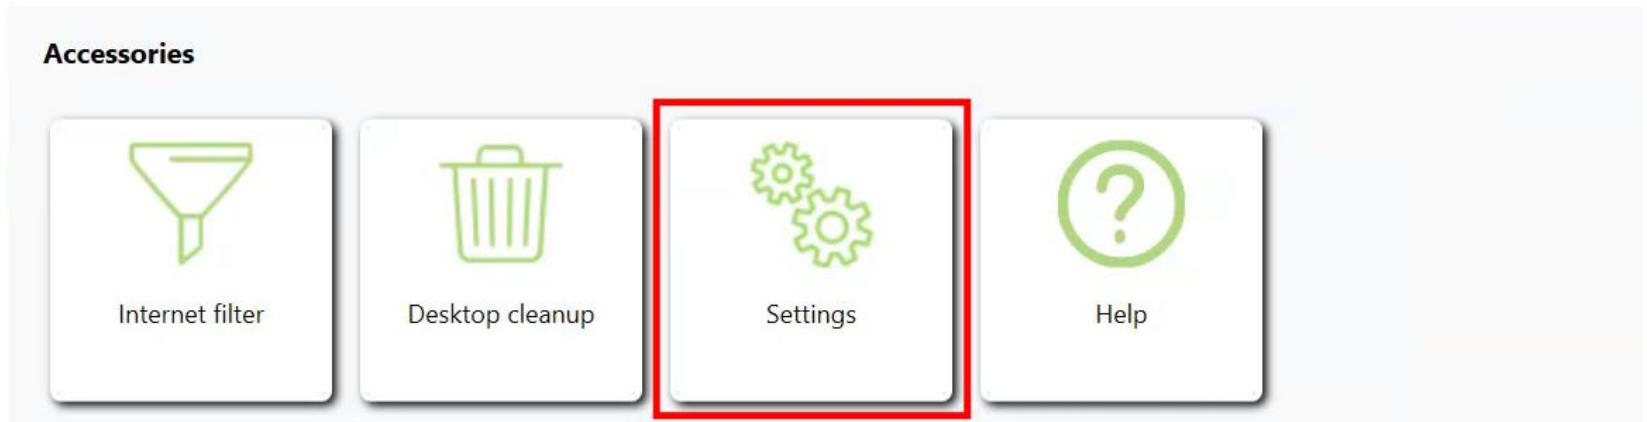 Accessories
Internet filter
Desktop cleanup
Settings
Help